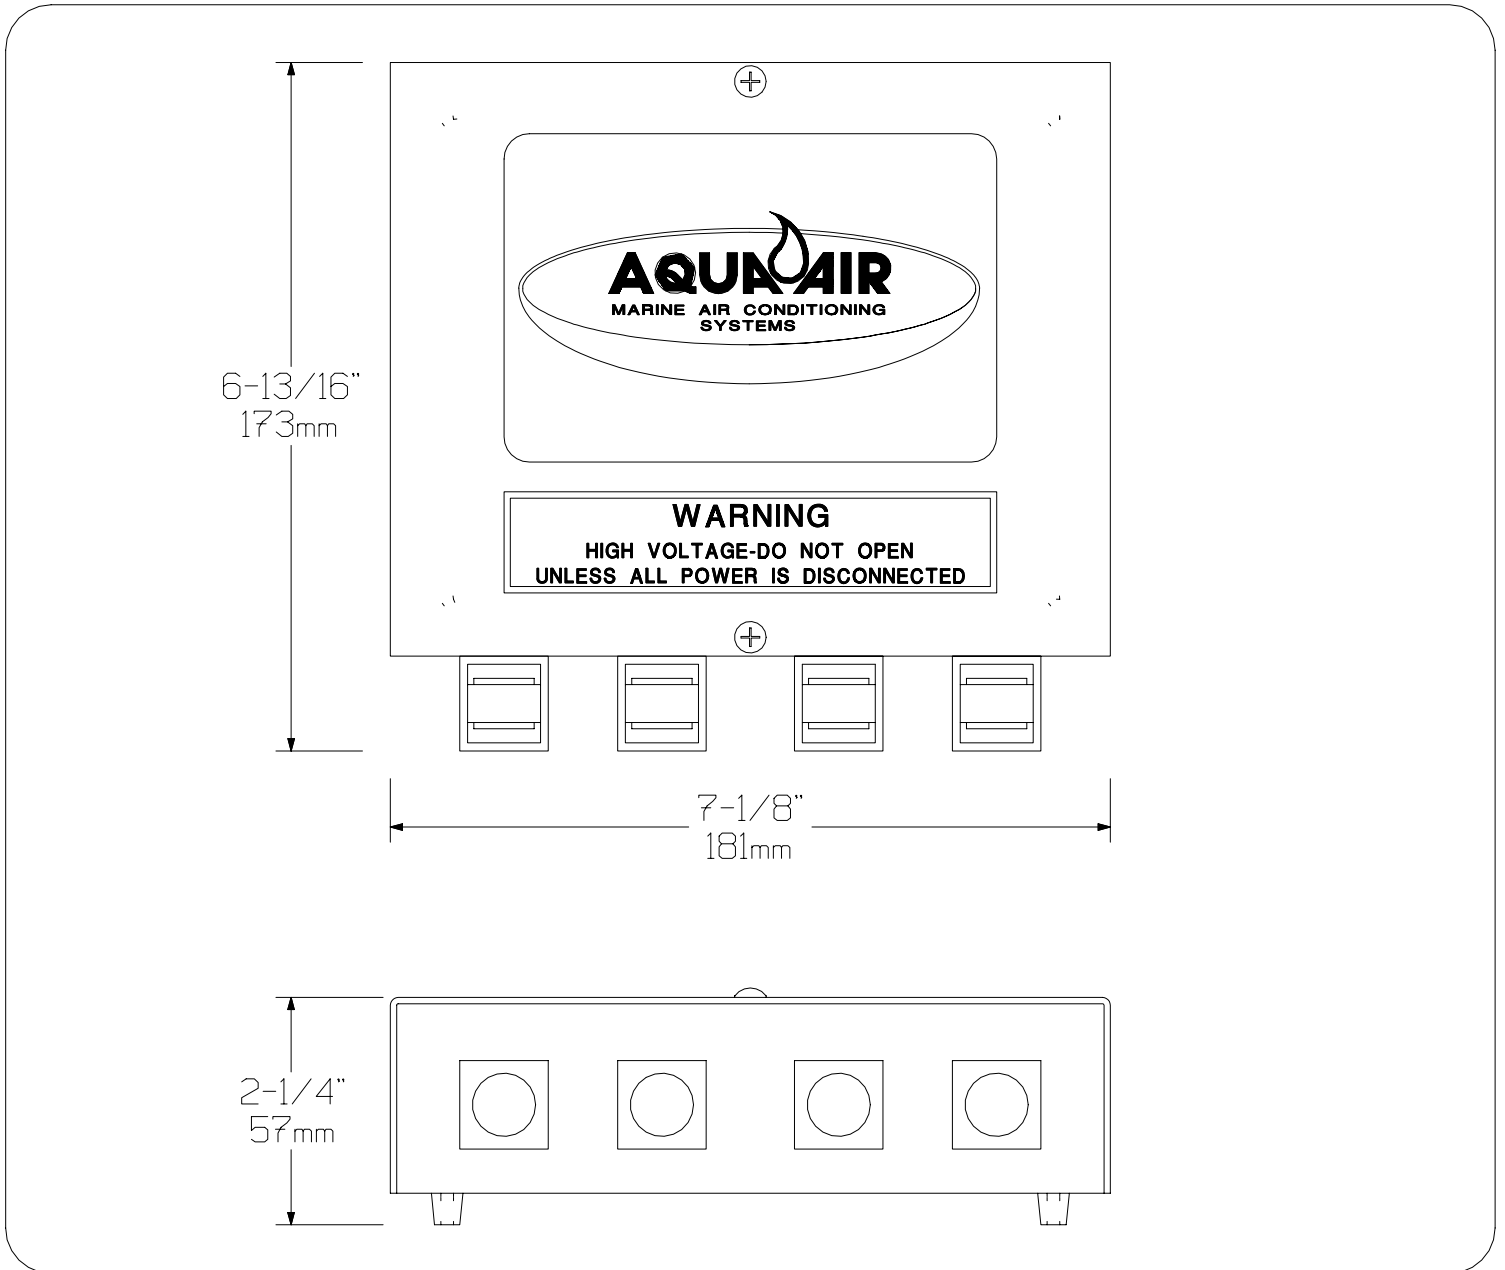 AQUA AIR
MARINE AIR CONDITIONING
SYSTEMS
6-13/16"
173mm
WARNING
HIGH VOLTAGE-DO NOT OPEN
UNLESS ALL POWER IS DISCONNECTED
7-1/8"
181mm
2-1/4"
57mm